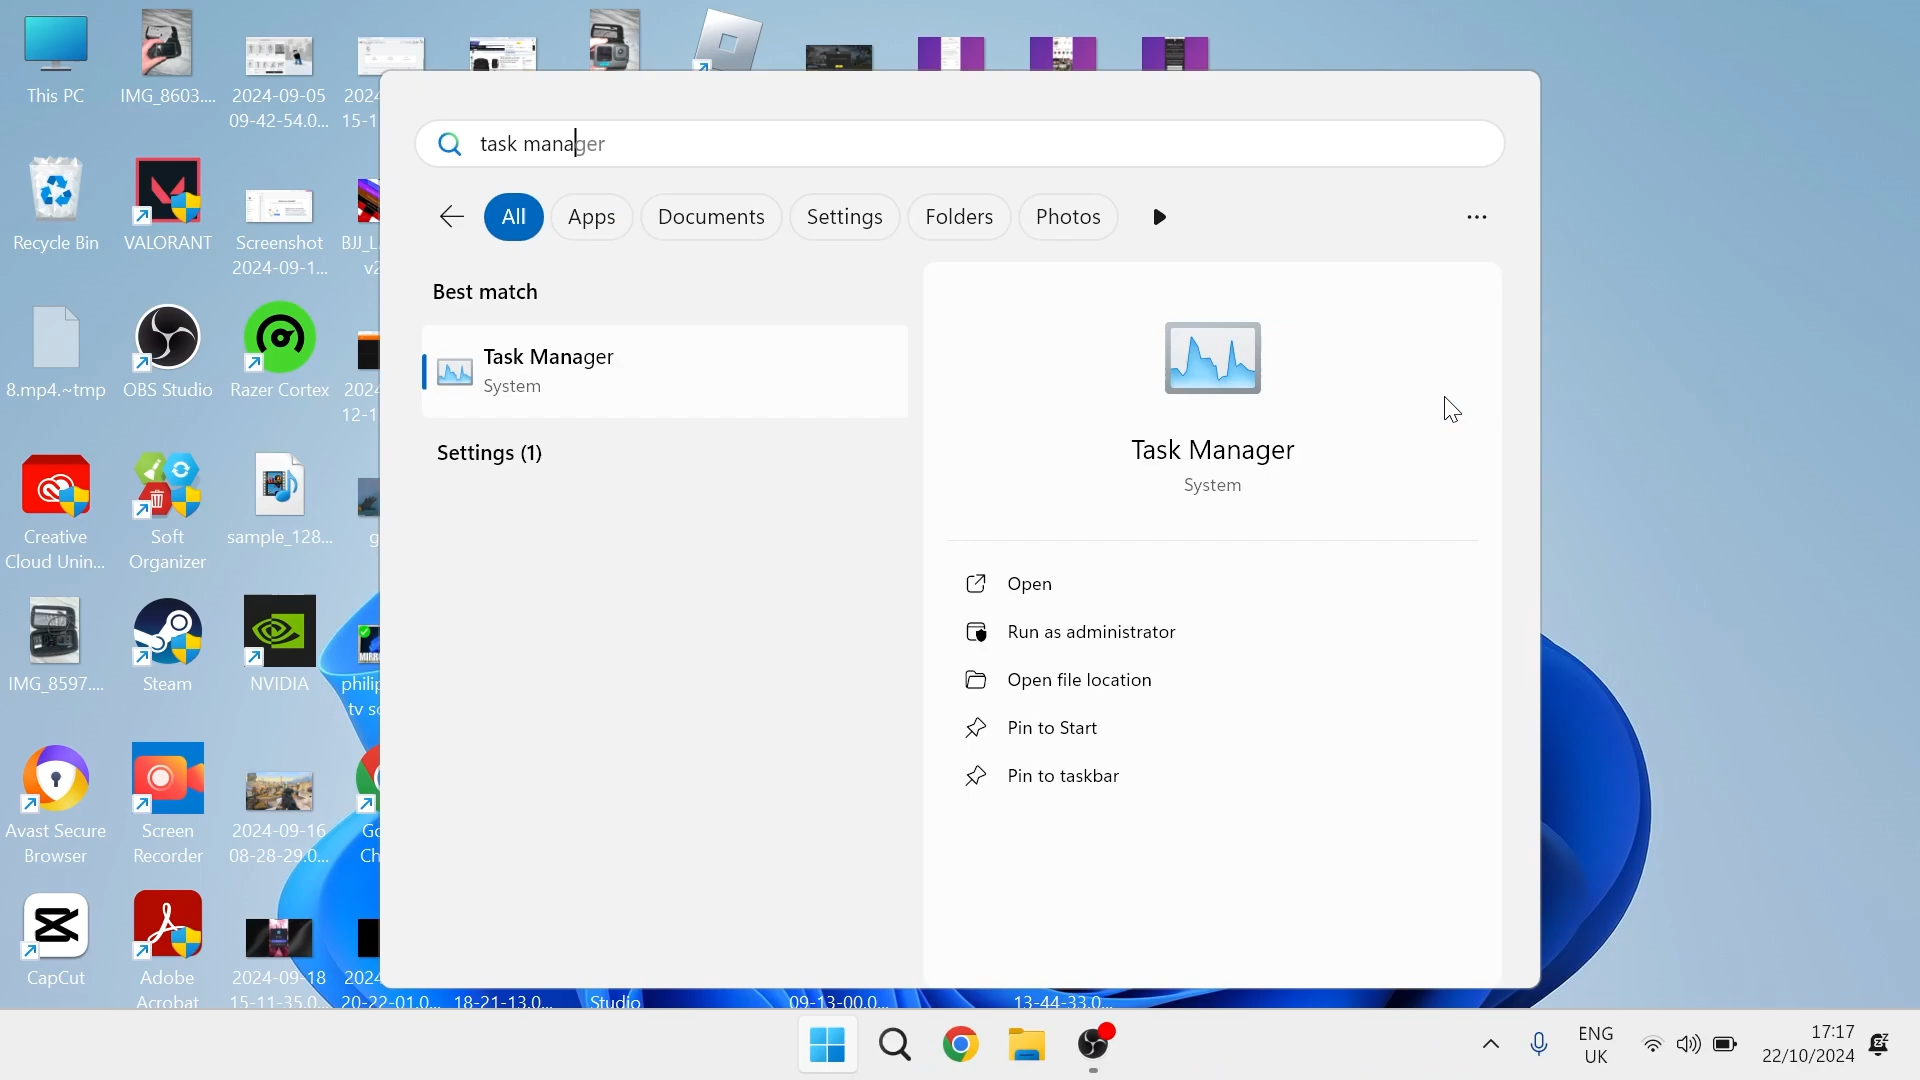 task manager
All
Apps
Documents
Settings
Folders
Photos
Best match
Task Manager
System
Settings (1)
Task Manager
System
Open
Run as administrator
Open file location
Pin to Start
Pin to taskbar
This PC
IMG_8603....
2024-09-05
09-42-54.0...
2024
15-1
Recycle Bin
VALORANT
Screenshot
2024-09-1...
BJJ_L
v2
8.mp4.~tmp
OBS Studio
Razer Cortex
2024
12-1
Creative
Cloud Unin...
Soft
Organizer
sample_128...
g
IMG_8597....
Steam
NVIDIA
philip
tv so
Avast Secure
Browser
Screen
Recorder
2024-09-16
08-28-29.0...
Go
Ch
CapCut
Adobe
Acrobat
2024-09-18
15-11-35.0...
2024
20-22-01.0...
18-21-13.0...
Studio
09-13-00.0...
13-44-33.0...
ENG
UK
17:17
22/10/2024